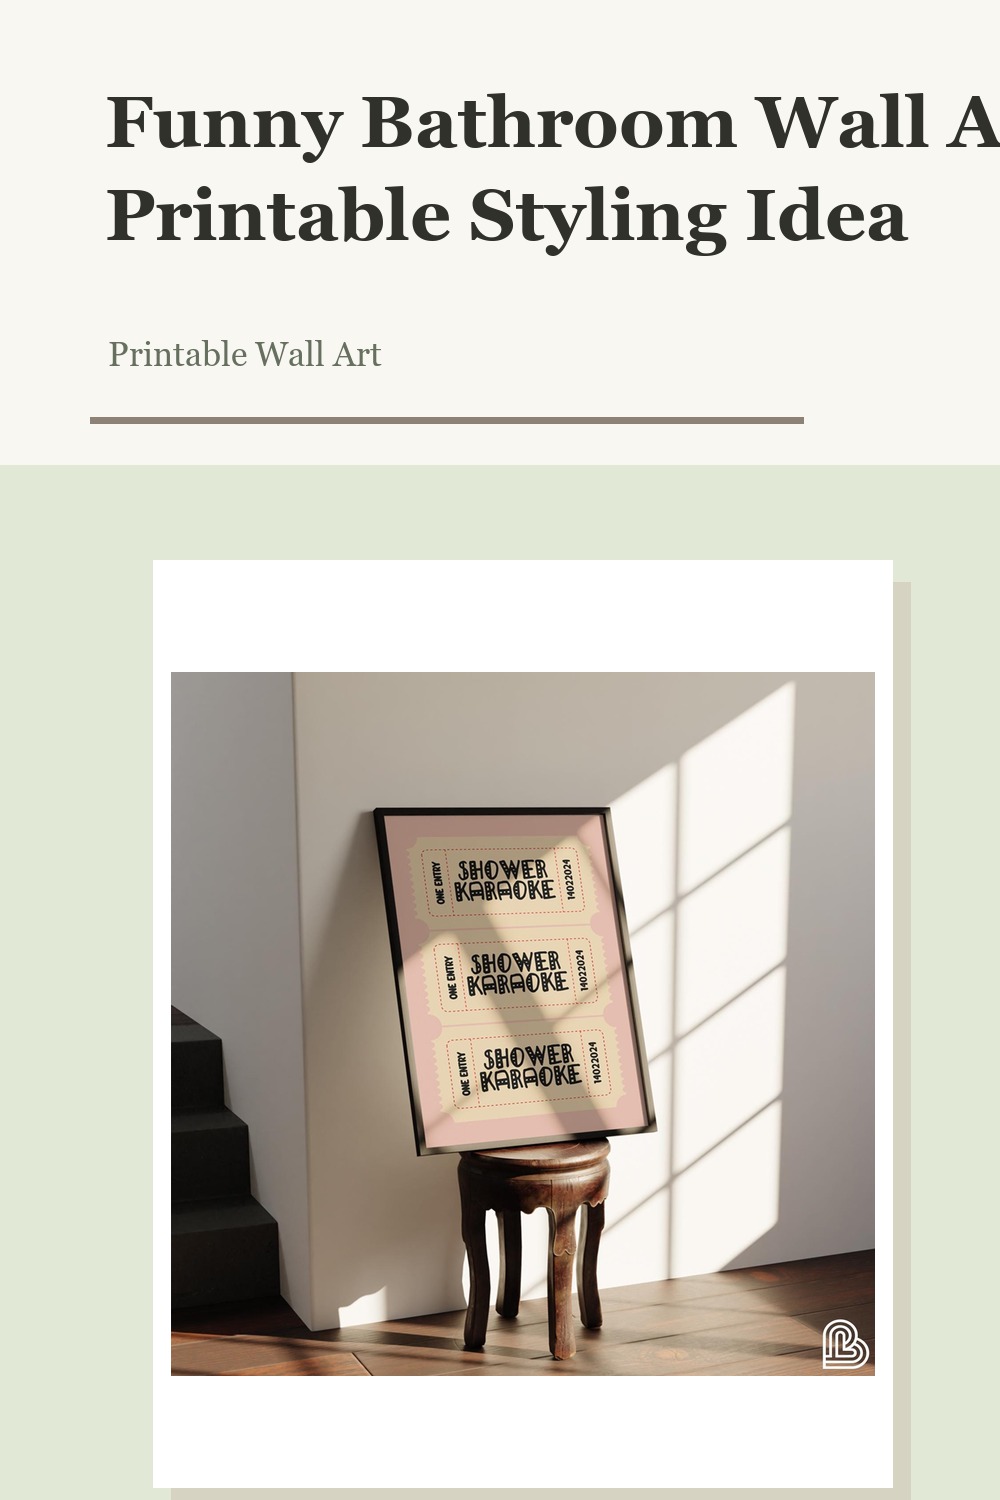 Funny Bathroom Wall A
Printable Styling Idea
Printable Wall Art
ONE ENTRY
SHOWER
KARAOKE
14022024
ONE ENTRY
SHOWER
KARAOKE
14022024
ONE ENTRY
SHOWER
KARAOKE
14022024